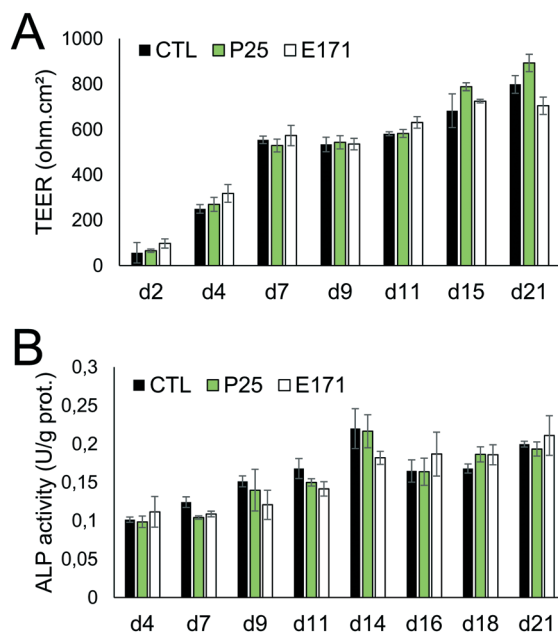 A
CTL P25 E171
TEER (ohm.cm²)
1000
800
600
400
200
0
d2 d4 d7 d9 d11 d15 d21
B
CTL P25 E171
ALP activity (U/g prot.)
0,3
0,25
0,2
0,15
0,1
0,05
0
d4 d7 d9 d11 d14 d16 d18 d21